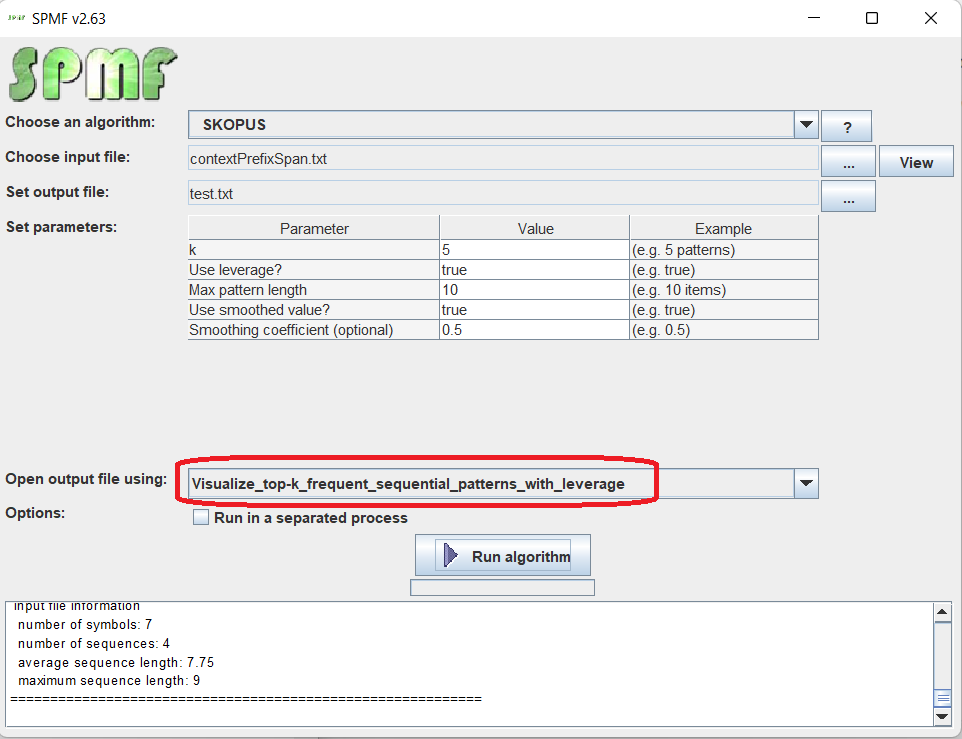 SPMF v2.63
SPMF
Choose an algorithm: SKOPUS ?
Choose input file: contextPrefixSpan.txt ... View
Set output file: test.txt ...
Set parameters: Parameter Value Example
k 5 (e.g. 5 patterns)
Use leverage? true (e.g. true)
Max pattern length 10 (e.g. 10 items)
Use smoothed value? true (e.g. true)
Smoothing coefficient (optional) 0.5 (e.g. 0.5)
Open output file using: Visualize_top-k_frequent_sequential_patterns_with_leverage
Options: Run in a separated process
Run algorithm
input file information
number of symbols: 7
number of sequences: 4
average sequence length: 7.75
maximum sequence length: 9
============================================================